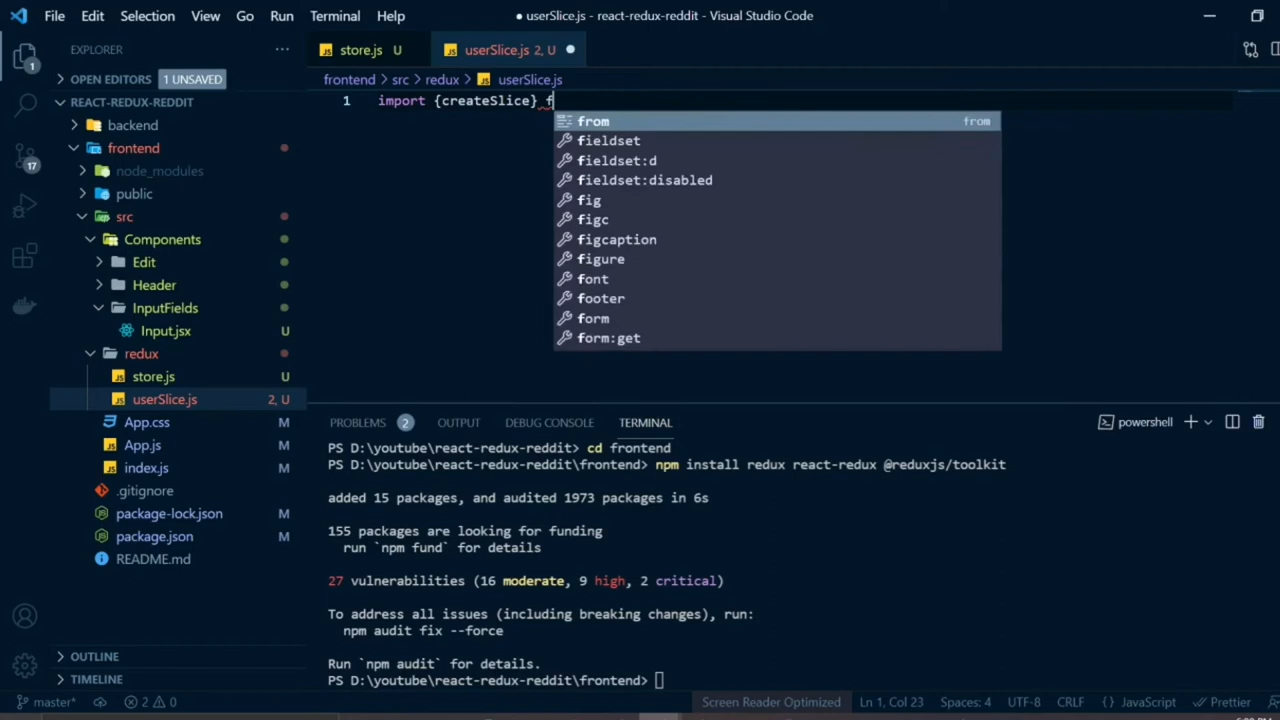 File Edit Selection View Go Run Terminal Help
● userSlice.js - react-redux-reddit - Visual Studio Code
EXPLORER
OPEN EDITORS 1 UNSAVED
REACT-REDUX-REDDIT
backend
frontend
node_modules
public
src
Components
Edit
Header
InputFields
Input.jsx U
redux
store.js U
userSlice.js 2, U
App.css M
App.js M
index.js M
.gitignore
package-lock.json M
package.json M
README.md
OUTLINE
TIMELINE
1
17
JS store.js U
JS userSlice.js 2, U
frontend > src > redux > JS userSlice.js
1 import {createSlice} f
from from
fieldset
fieldset:d
fieldset:disabled
fig
figc
figcaption
figure
font
footer
form
form:get
PROBLEMS 2 OUTPUT DEBUG CONSOLE TERMINAL
powershell
PS D:\youtube\react-redux-reddit> cd frontend
PS D:\youtube\react-redux-reddit\frontend> npm install redux react-redux @reduxjs/toolkit
added 15 packages, and audited 1973 packages in 6s
155 packages are looking for funding
run `npm fund` for details
27 vulnerabilities (16 moderate, 9 high, 2 critical)
To address all issues (including breaking changes), run:
npm audit fix --force
Run `npm audit` for details.
PS D:\youtube\react-redux-reddit\frontend>
master* 2 0 Screen Reader Optimized Ln 1, Col 23 Spaces: 4 UTF-8 CRLF {} JavaScript Prettier